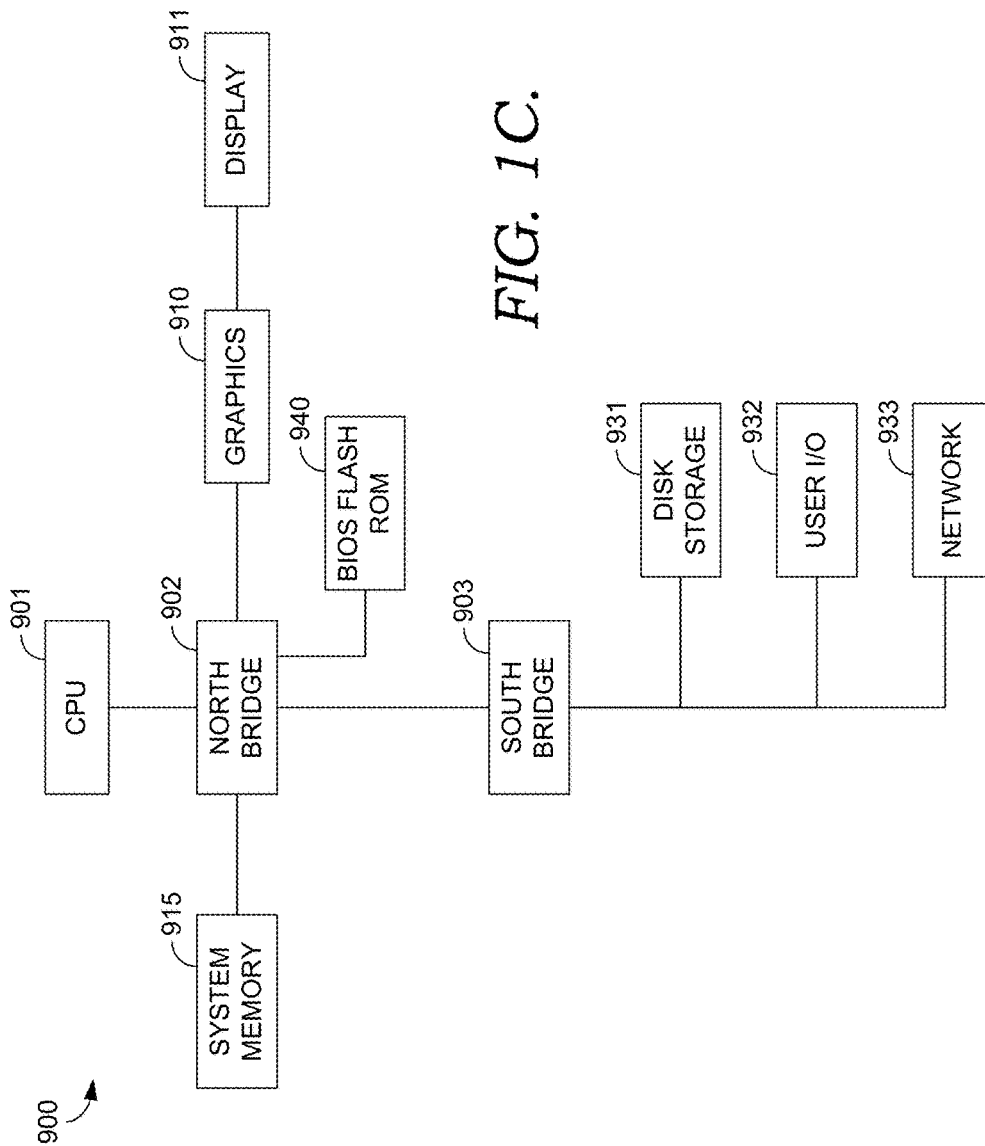 900
901
CPU
915
SYSTEM
MEMORY
902
NORTH
BRIDGE
910
GRAPHICS
911
DISPLAY
940
BIOS FLASH
ROM
903
SOUTH
BRIDGE
931
DISK
STORAGE
932
USER I/O
933
NETWORK
FIG. 1C.